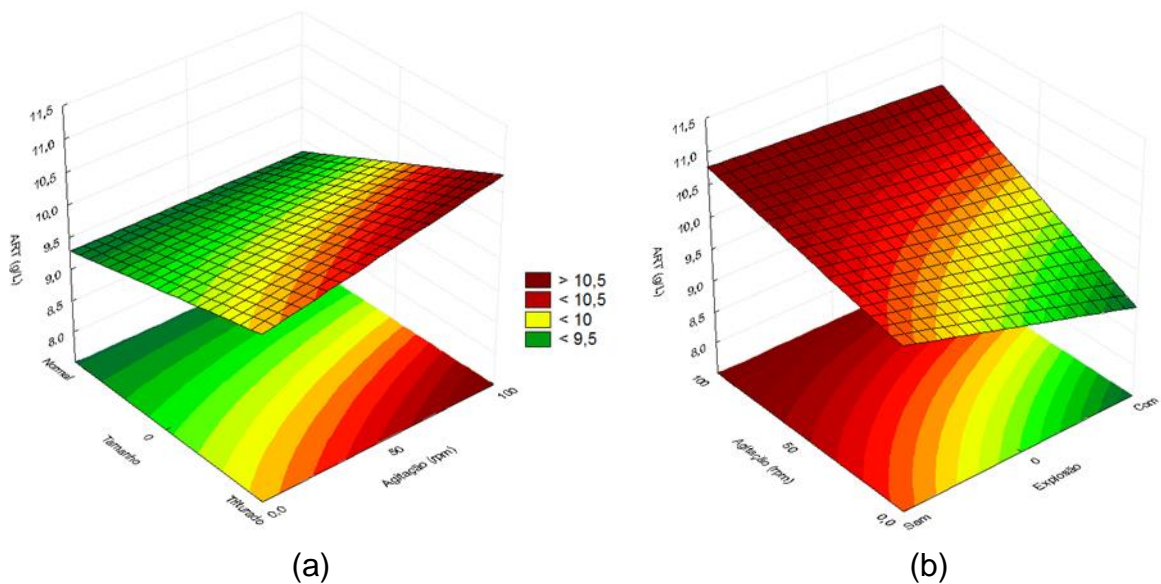 11,5
11,0
10,5
10,0
9,5
9,0
8,5
8,0
ART (g/L)
Normal
0
Tamanho
Triturado
0,0
50
Agitação (rpm)
100
> 10,5
< 10,5
< 10
< 9,5
11,5
11,0
10,5
10,0
9,5
9,0
8,5
8,0
ART (g/L)
100
50
Agitação (rpm)
0,0
Sem
0
Explosão
Com
(a)
(b)